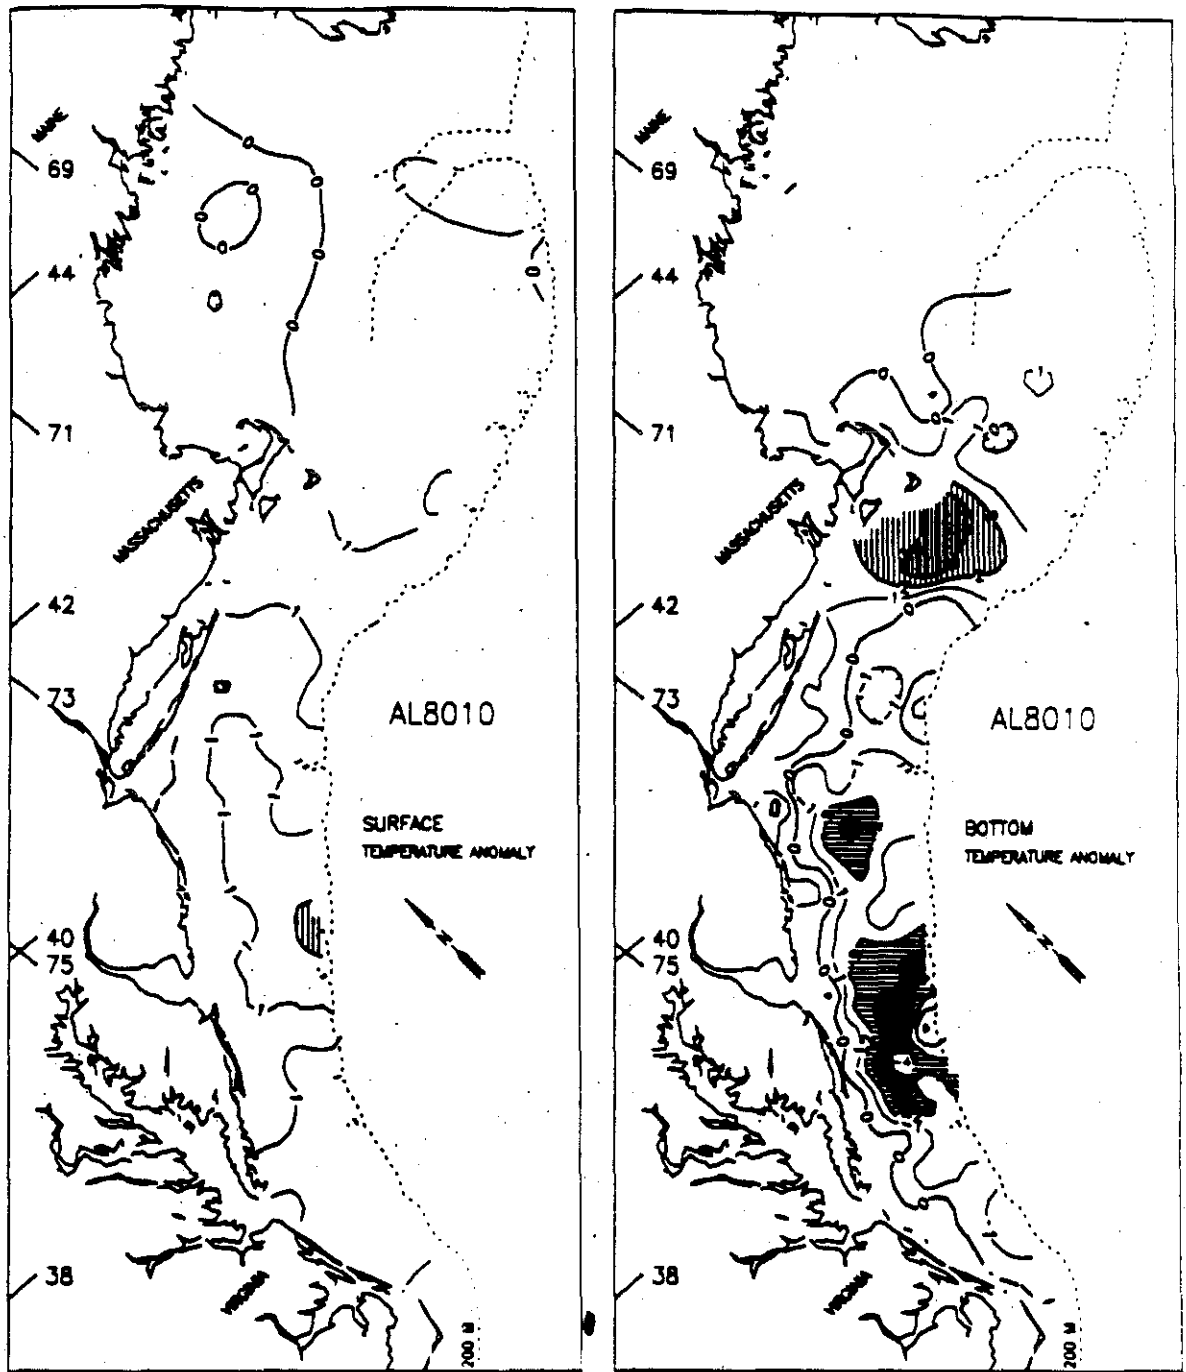 MAINE
69
44
71
MASSACHUSETTS
42
73
AL8010
SURFACE
TEMPERATURE ANOMALY
N
40
75
38
VIRGINIA
200 M
MAINE
69
44
71
MASSACHUSETTS
42
73
AL8010
BOTTOM
TEMPERATURE ANOMALY
N
40
75
38
VIRGINIA
200 M